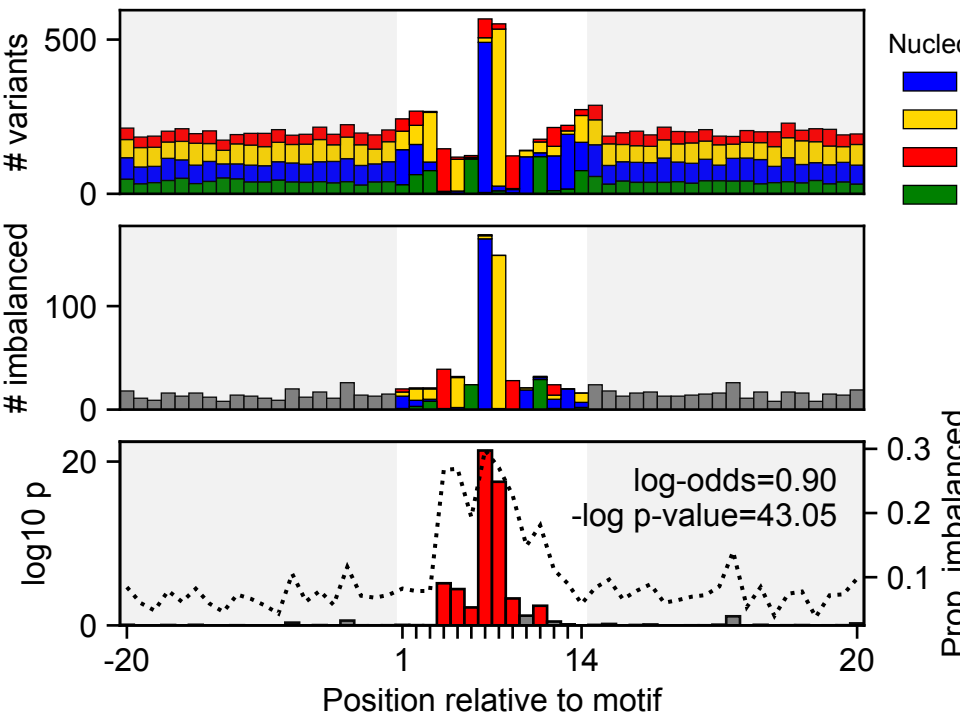 500
0
# variants
Nucleo
100
0
# imbalanced
20
0
log10 p
0.3
0.2
0.1
Prop. imbalanced
log-odds=0.90
-log p-value=43.05
-20
1
14
20
Position relative to motif